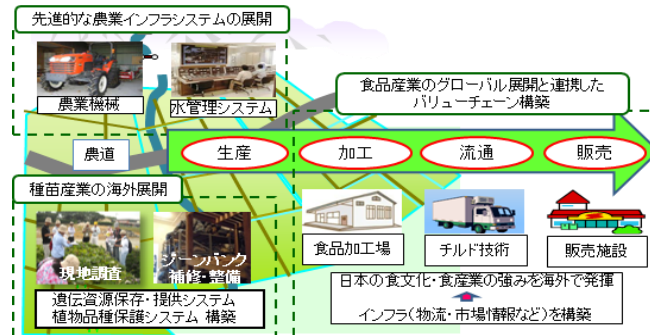 先進的な農業インフラシステムの展開
農業機械
水管理システム
食品産業のグローバル展開と連携した
バリューチェーン構築
農道
生産
加工
流通
販売
種苗産業の海外展開
現地調査
ジーンバンク
補修・整備
遺伝資源保存・提供システム
植物品種保護システム 構築
食品加工場
チルド技術
販売施設
日本の食文化・食産業の強みを海外で発揮
インフラ(物流・市場情報など)を構築